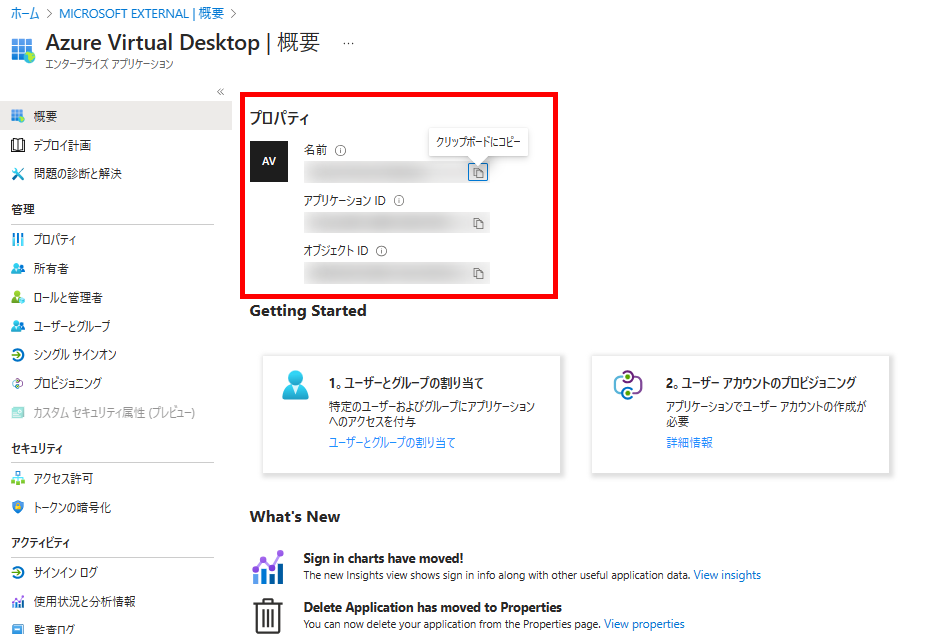 ホーム > MICROSOFT EXTERNAL | 概要 >
Azure Virtual Desktop | 概要 ...
エンタープライズ アプリケーション
«
概要
デプロイ計画
問題の診断と解決
管理
プロパティ
所有者
ロールと管理者
ユーザーとグループ
シングル サインオン
プロビジョニング
カスタム セキュリティ属性 (プレビュー)
セキュリティ
アクセス許可
トークンの暗号化
アクティビティ
サインイン ログ
使用状況と分析情報
監査ログ
プロパティ
AV
名前
クリップボードにコピー
アプリケーション ID
オブジェクト ID
Getting Started
1。ユーザーとグループの割り当て
特定のユーザーおよびグループにアプリケーション
へのアクセスを付与
ユーザーとグループの割り当て
2。ユーザー アカウントのプロビジョニング
アプリケーションでユーザー アカウントの作成が
必要
詳細情報
What's New
Sign in charts have moved!
The new Insights view shows sign in info along with other useful application data. View insights
Delete Application has moved to Properties
You can now delete your application from the Properties page. View properties